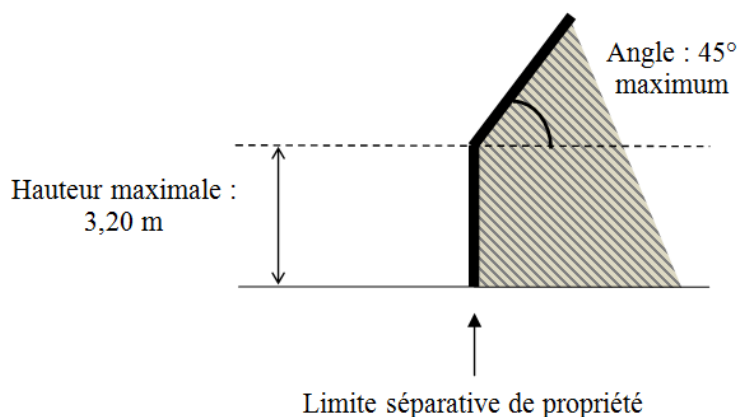 Angle : 45°
maximum
Hauteur maximale :
3,20 m
Limite séparative de propriété